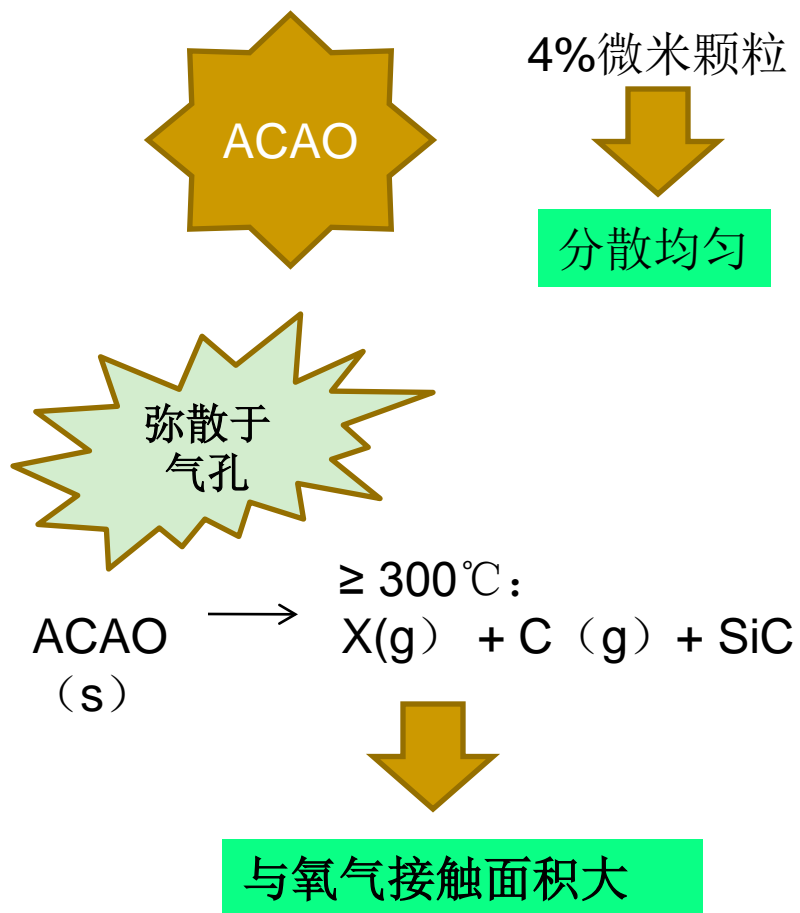 ACAO
4%微米颗粒
分散均匀
弥散于
气孔
≥ 300℃：
ACAO
（s）
X(g） + C（g）+ SiC
与氧气接触面积大